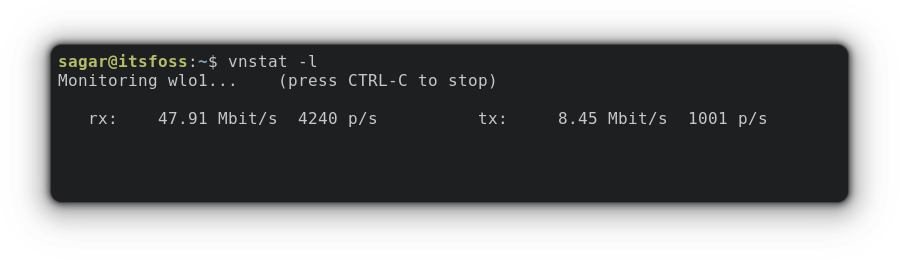 sagar@itsfoss:~$ vnstat -l
Monitoring wlo1...    (press CTRL-C to stop)
   rx:    47.91 Mbit/s  4240 p/s          tx:     8.45 Mbit/s  1001 p/s